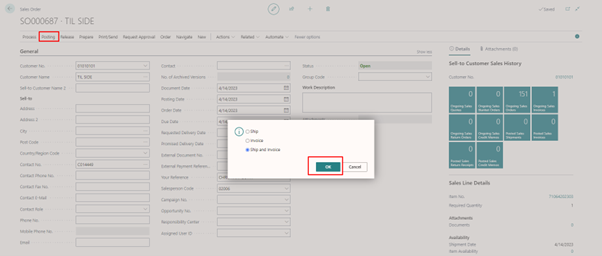 Sales Order
Saved
SO000687 · TIL SIDE
Process
Posting
Release
Prepare
Print/Send
Request Approval
Order
Navigate
New
Actions
Related
Automate
Fewer options
General
Show less
Customer No.
Customer Name
TIL SIDE
Sell-to Customer Name 2
Sell-to
Address
Address 2
City
Post Code
Country/Region Code
Contact No.
Contact Phone No.
Contact Fax No.
Contact E-Mail
Contact Role
Phone No.
Mobile Phone No.
Email
Contact
No. of Archived Versions
0
Document Date
4/14/2023
Posting Date
4/14/2023
Order Date
4/14/2023
Due Date
4/14/2023
Requested Delivery Date
Promised Delivery Date
External Document No.
External Payment Referen...
Your Reference
Salesperson Code
Campaign No.
Opportunity No.
Responsibility Center
Assigned User ID
Status
Open
Group Code
Work Description
Ship
Invoice
Ship and Invoice
OK
Cancel
Details
Attachments (0)
Sell-to Customer Sales History
Customer No.
0
0
151
1
Ongoing Sales Quotes
Ongoing Sales Blanket Orders
Ongoing Sales Orders
Ongoing Sales Invoices
Ongoing Sales Return Orders
Ongoing Sales Credit Memos
Posted Sales Shipments
Posted Sales Invoices
Posted Sales Return Receipts
Posted Sales Credit Memos
Sales Line Details
Item No.
Required Quantity
1
Attachments
Documents
0
Availability
Shipment Date
4/14/2023
Item Availability